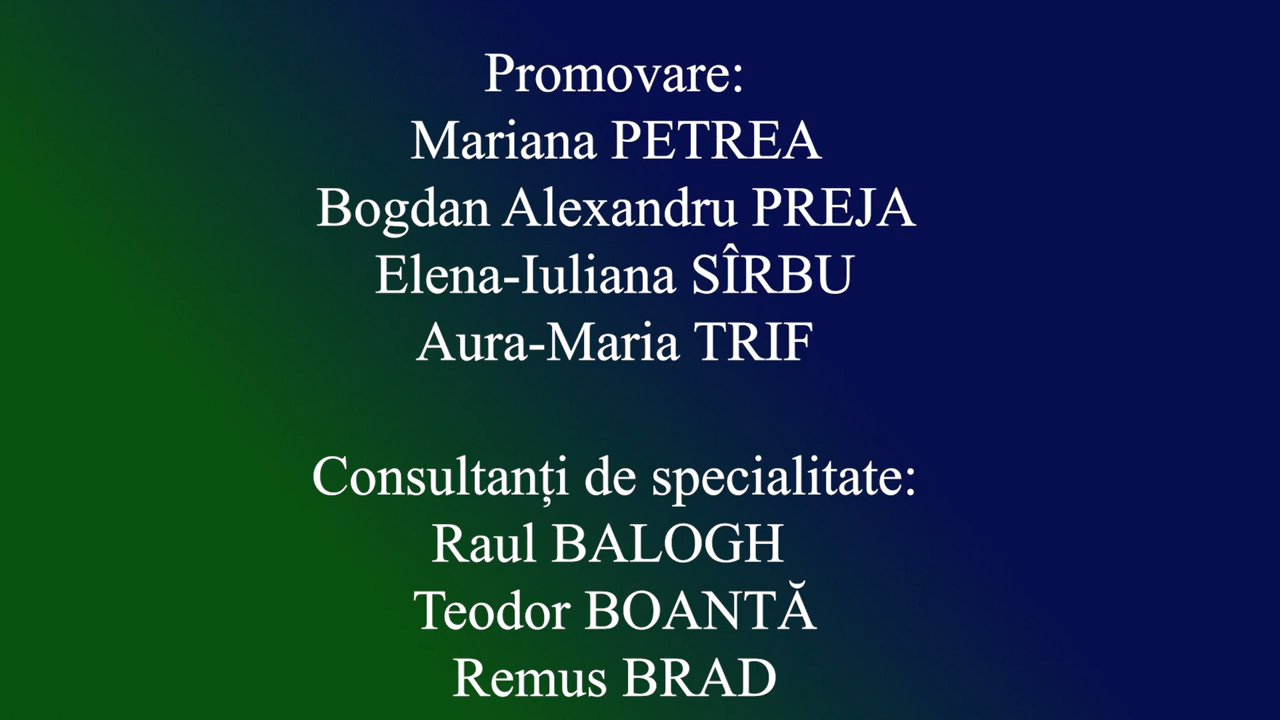 Promovare:
Mariana PETREA
Bogdan Alexandru PREJA
Elena-Iuliana SÎRBU
Aura-Maria TRIF
Consultanți de specialitate:
Raul BALOGH
Teodor BOANTĂ
Remus BRAD